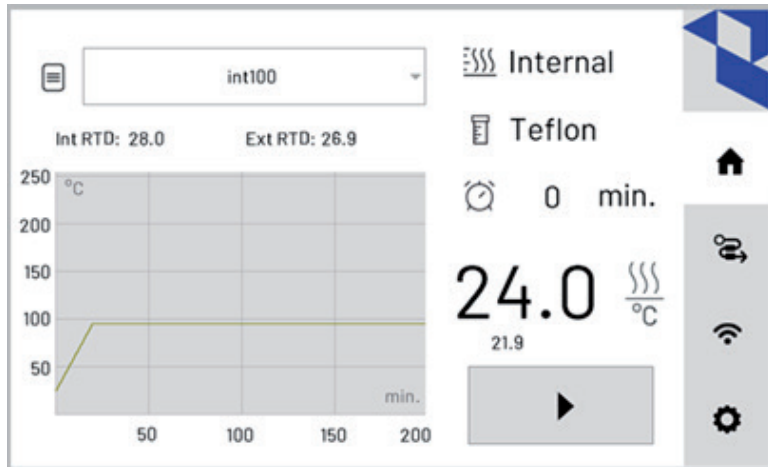 int100
Int RTD: 28.0 Ext RTD: 26.9
250
°C
200
150
100
50
min.
50 100 150 200
Internal
Teflon
0 min.
24.0 °C
21.9